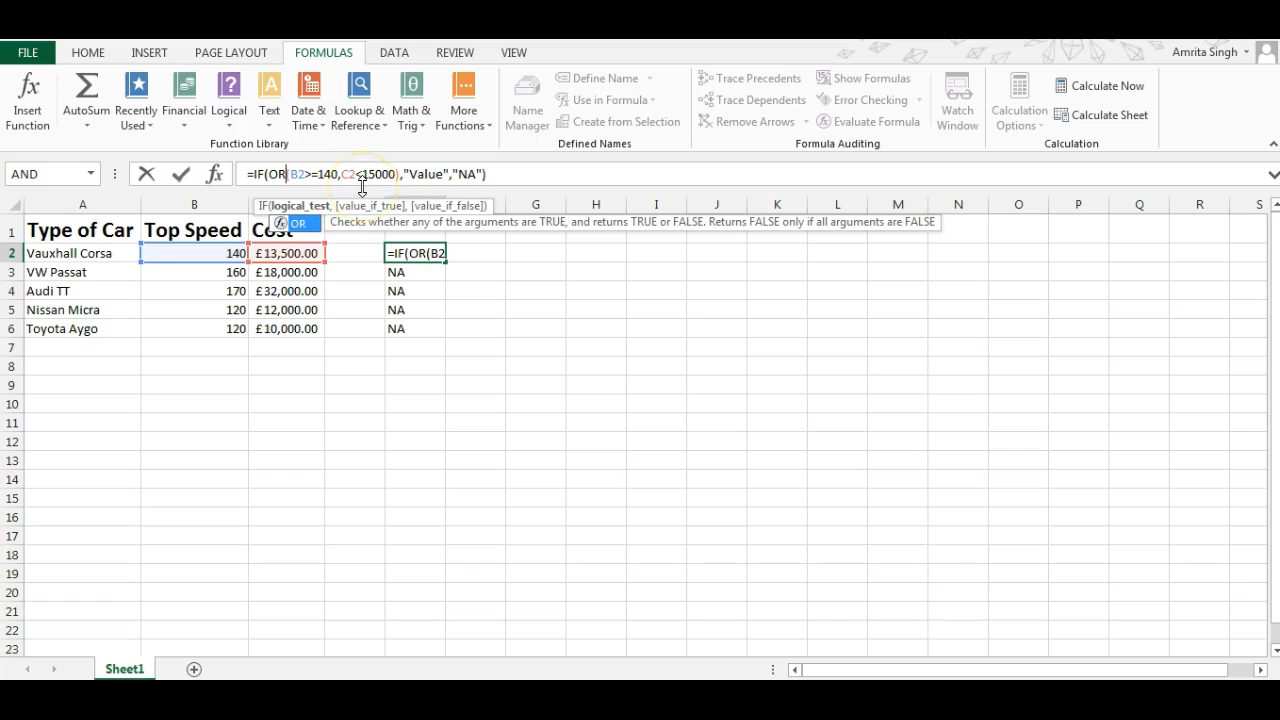 FILE HOME INSERT PAGE LAYOUT FORMULAS DATA REVIEW VIEW Amrita Singh
fx Σ ? A θ
Insert AutoSum Recently Financial Logical Text Date & Lookup & Math & More
Function Used Time Reference Trig Functions
Function Library
Name
Manager
Define Name
Use in Formula
Create from Selection
Defined Names
Trace Precedents Show Formulas
Trace Dependents Error Checking
Remove Arrows Evaluate Formula
Formula Auditing
Watch
Window
Calculation
Options
Calculate Now
Calculate Sheet
Calculation
AND fx =IF(OR(B2>=140,C2<15000),"Value","NA")
IF(logical_test, [value_if_true], [value_if_false])
fx OR Checks whether any of the arguments are TRUE, and returns TRUE or FALSE. Returns FALSE only if all arguments are FALSE
A B G H I J K L M N O P Q R S
1 Type of Car Top Speed Cost
2 Vauxhall Corsa 140 £13,500.00 =IF(OR(B2
3 VW Passat 160 £18,000.00 NA
4 Audi TT 170 £32,000.00 NA
5 Nissan Micra 120 £12,000.00 NA
6 Toyota Aygo 120 £10,000.00 NA
7
8
9
10
11
12
13
14
15
16
17
18
19
20
21
22
23
Sheet1